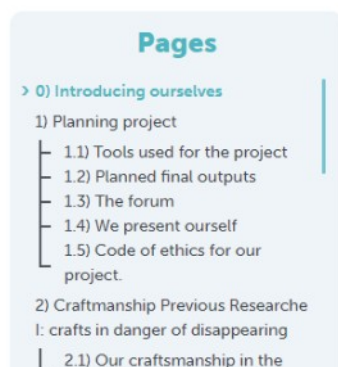 Pages
> 0) Introducing ourselves
1) Planning project
1.1) Tools used for the project
1.2) Planned final outputs
1.3) The forum
1.4) We present ourself
1.5) Code of ethics for our
project.
2) Craftmanship Previous Researche
I: crafts in danger of disappearing
2.1) Our craftsmanship in the